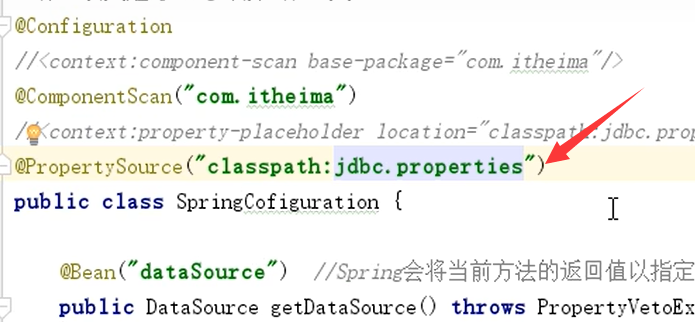 @Configuration
//<context:component-scan base-package="com.itheima"/>
@ComponentScan("com.itheima")
//<context:property-placeholder location="classpath:jdbc.prop
@PropertySource("classpath:jdbc.properties")
public class SpringCofiguration {
@Bean("dataSource") //Spring会将当前方法的返回值以指定
public DataSource getDataSource() throws PropertyVetoEx